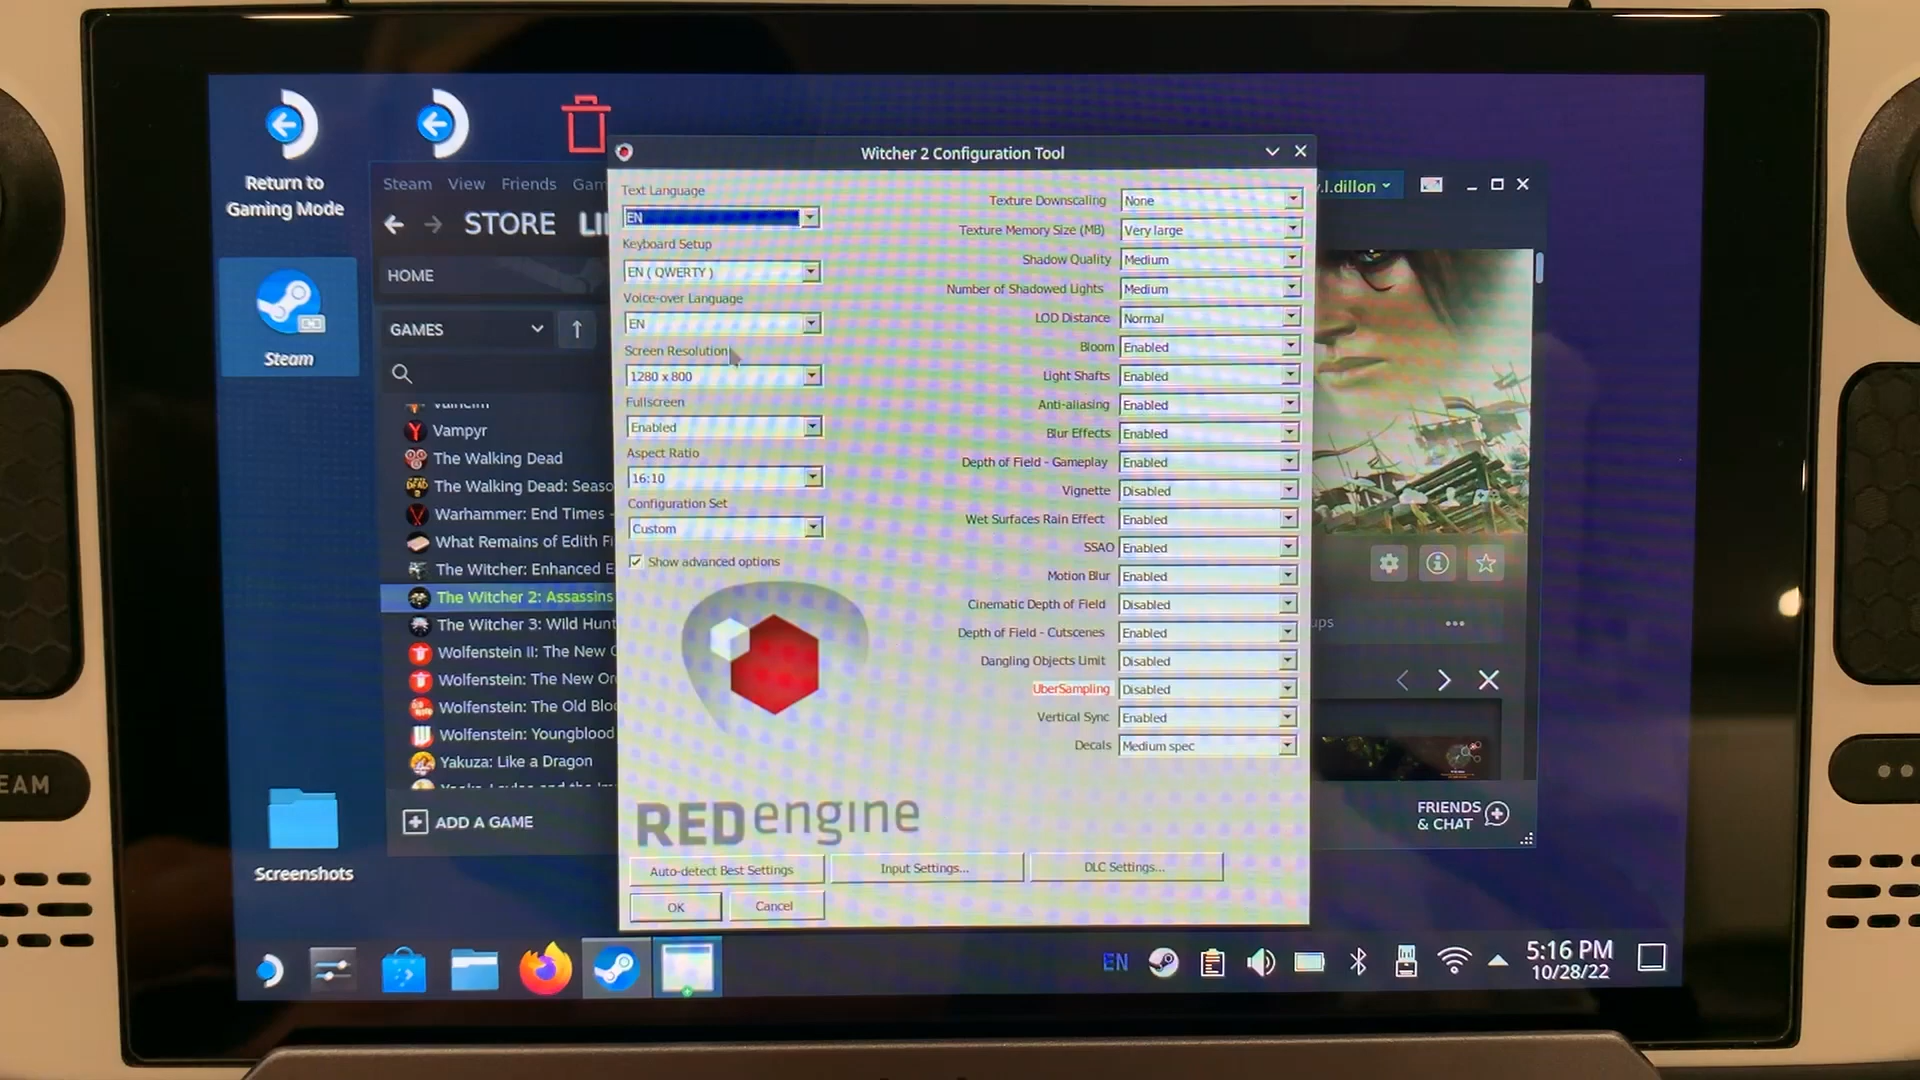 Return to
Gaming Mode
Steam
Screenshots
Steam View Friends
STORE
HOME
GAMES
Vampyr
The Walking Dead
The Walking Dead: Seaso
Warhammer: End Times -
What Remains of Edith Fi
The Witcher: Enhanced E
The Witcher 2: Assassins
The Witcher 3: Wild Hunt
Wolfenstein II: The New
Wolfenstein: The New Or
Wolfenstein: The Old Blo
Wolfenstein: Youngblood
Yakuza: Like a Dragon
ADD A GAME
Witcher 2 Configuration Tool
Text Language
EN
Keyboard Setup
EN ( QWERTY )
Voice-over Language
EN
Screen Resolution
1280 x 800
Fullscreen
Enabled
Aspect Ratio
16:10
Configuration Set
Custom
Show advanced options
Texture Downscaling None
Texture Memory Size (MB) Very large
Shadow Quality Medium
Number of Shadowed Lights Medium
LOD Distance Normal
Bloom Enabled
Light Shafts Enabled
Anti-aliasing Enabled
Blur Effects Enabled
Depth of Field - Gameplay Enabled
Vignette Disabled
Wet Surfaces Rain Effect Enabled
SSAO Enabled
Motion Blur Enabled
Cinematic Depth of Field Disabled
Depth of Field - Cutscenes Enabled
Dangling Objects Limit Disabled
UberSampling Disabled
Vertical Sync Enabled
Decals Medium spec
REDengine
Auto-detect Best Settings Input Settings... DLC Settings...
OK Cancel
.l.dillon
ups
FRIENDS
& CHAT
EAM
EN
5:16 PM
10/28/22